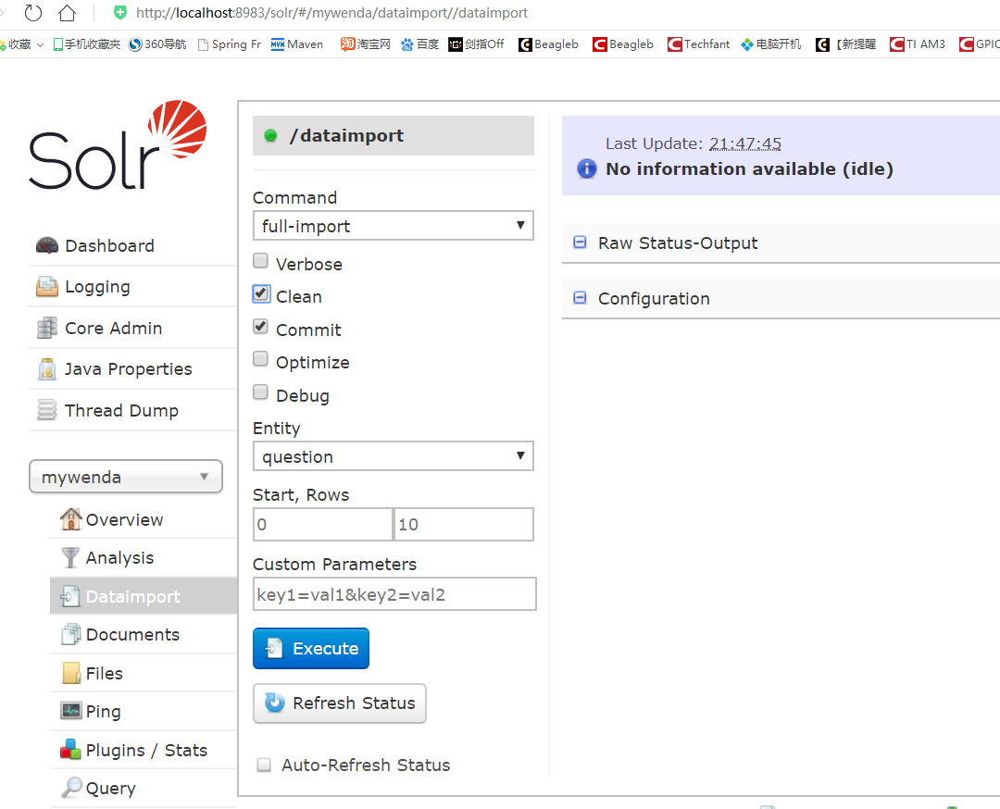 http://localhost:8983/solr/#/mywenda/dataimport//dataimport
收藏 手机收藏夹 360导航 Spring Fr Maven 淘宝网 百度 剑指Off Beagleb Beagleb Techfant 电脑开机 【新提醒 TI AM3 GPIO
Solr
Dashboard
Logging
Core Admin
Java Properties
Thread Dump
mywenda
Overview
Analysis
Dataimport
Documents
Files
Ping
Plugins / Stats
Query
/dataimport
Command
full-import
Verbose
Clean
Commit
Optimize
Debug
Entity
question
Start, Rows
0 10
Custom Parameters
key1=val1&key2=val2
Execute
Refresh Status
Auto-Refresh Status
Last Update: 21:47:45
No information available (idle)
Raw Status-Output
Configuration